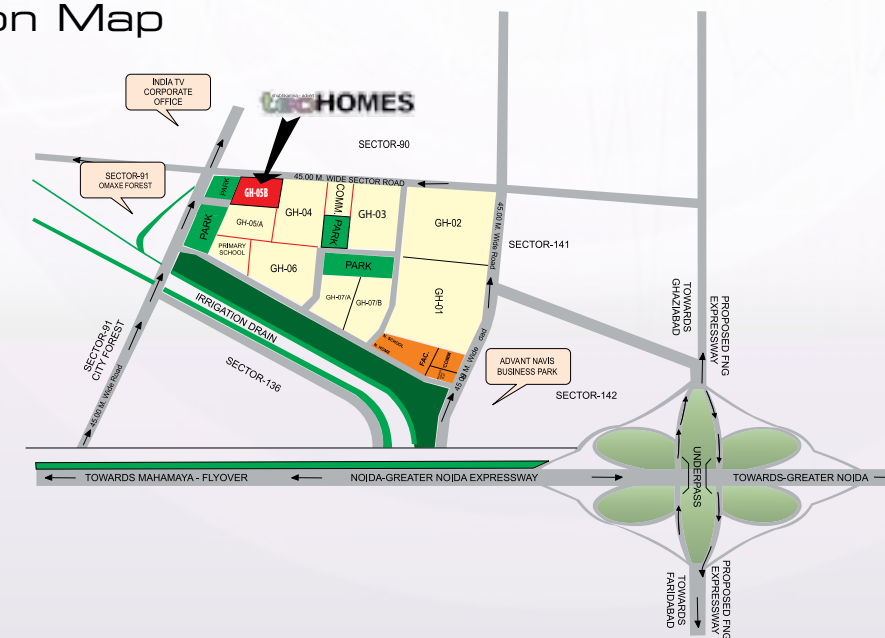 on Map
INDIA TV
CORPORATE
OFFICE
HOMES
SECTOR-90
SECTOR-91
OMAXE FOREST
45.00 M. WIDE SECTOR ROAD
PARK
GH-05B
PARK
GH-05/A
GH-04
COMM.
PARK
GH-03
GH-02
45.00 M. Wide Road
SECTOR-141
PRIMARY
SCHOOL
GH-06
PARK
GH-07/A
GH-07/B
GH-01
IRRIGATION DRAIN
N. SCHOOL
N. HOME
FAC.
COMM.
SECTOR-91
CITY FOREST
45.00 M. Wide Road
SECTOR-136
ADVANT NAVIS
BUSINESS PARK
SECTOR-142
TOWARDS
GHAZIABAD
PROPOSED FNG
EXPRESSWAY
UNDERPASS
TOWARDS MAHAMAYA - FLYOVER
NOIDA-GREATER NOIDA EXPRESSWAY
TOWARDS-GREATER NOIDA
TOWARDS
FARIDABAD
PROPOSED FNG
EXPRESSWAY